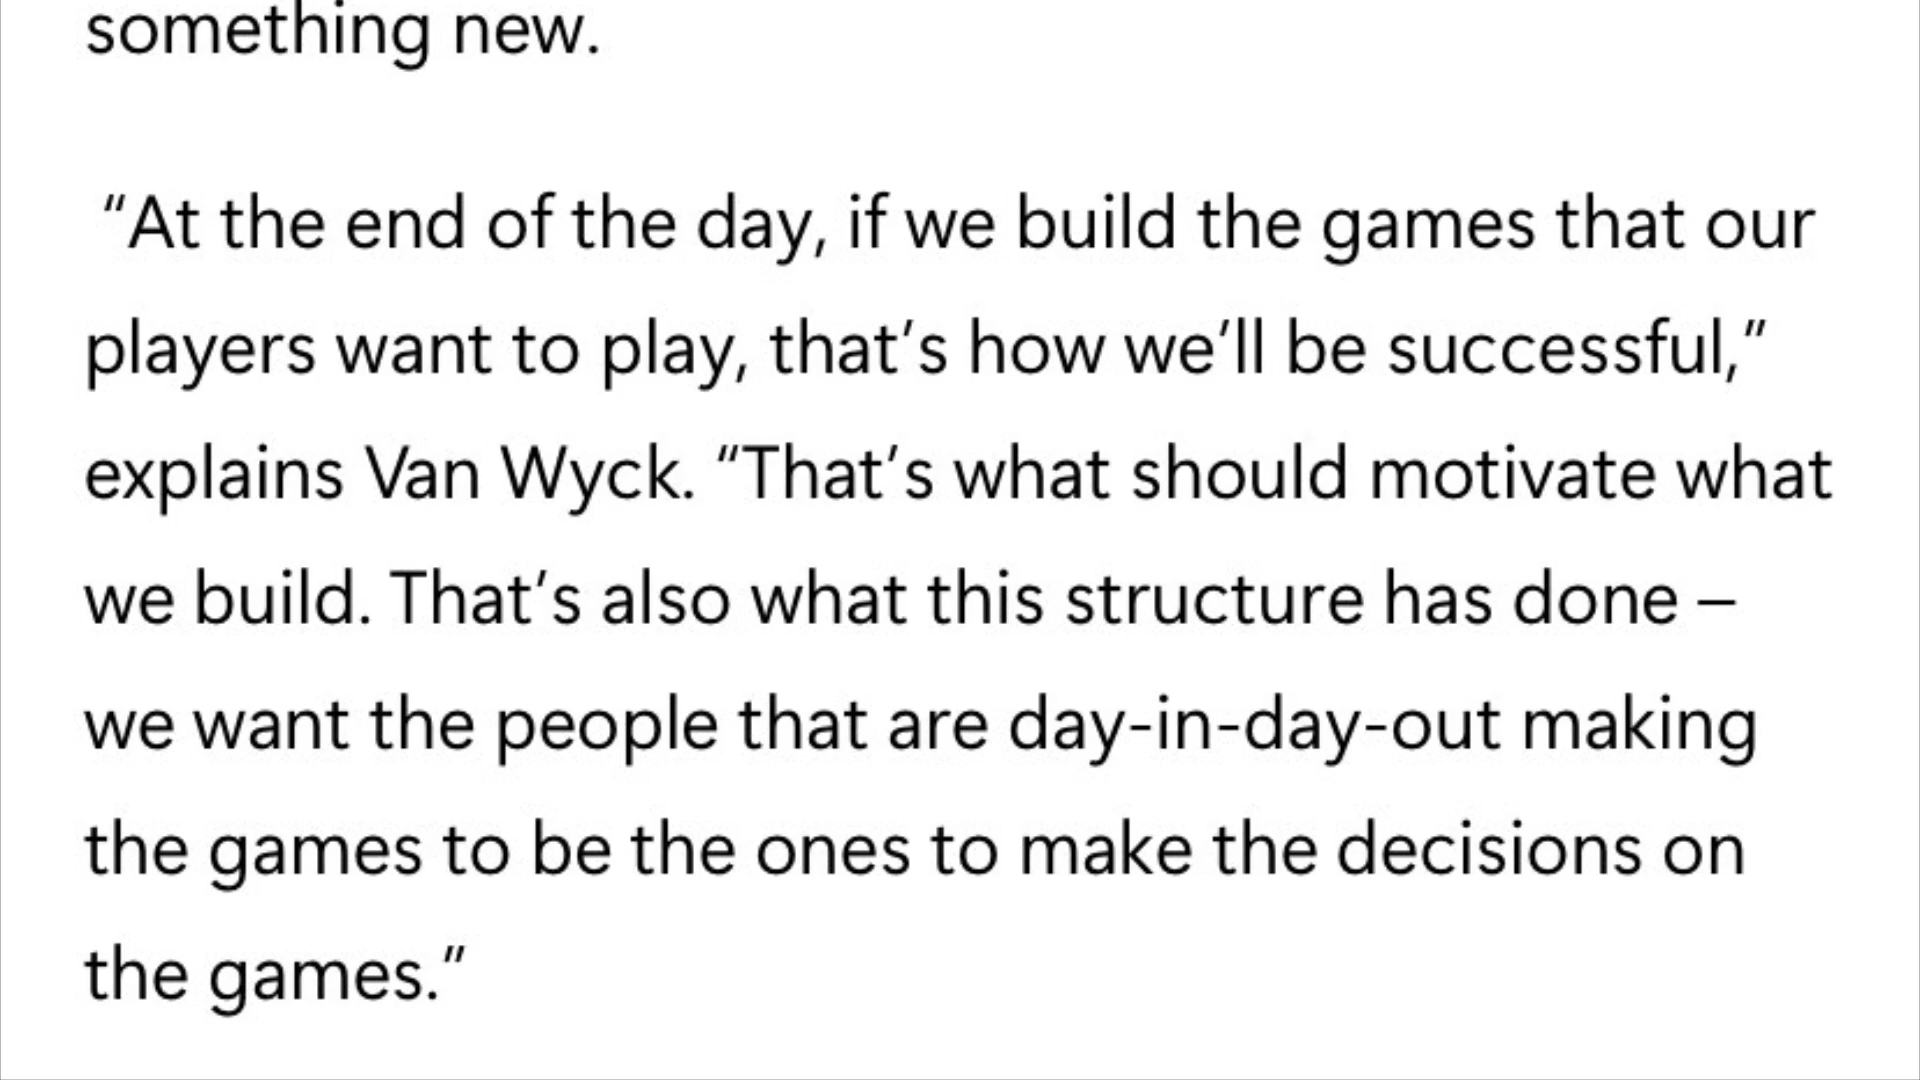 something new.
“At the end of the day, if we build the games that our
players want to play, that’s how we’ll be successful,”
explains Van Wyck. “That’s what should motivate what
we build. That’s also what this structure has done –
we want the people that are day-in-day-out making
the games to be the ones to make the decisions on
the games.”